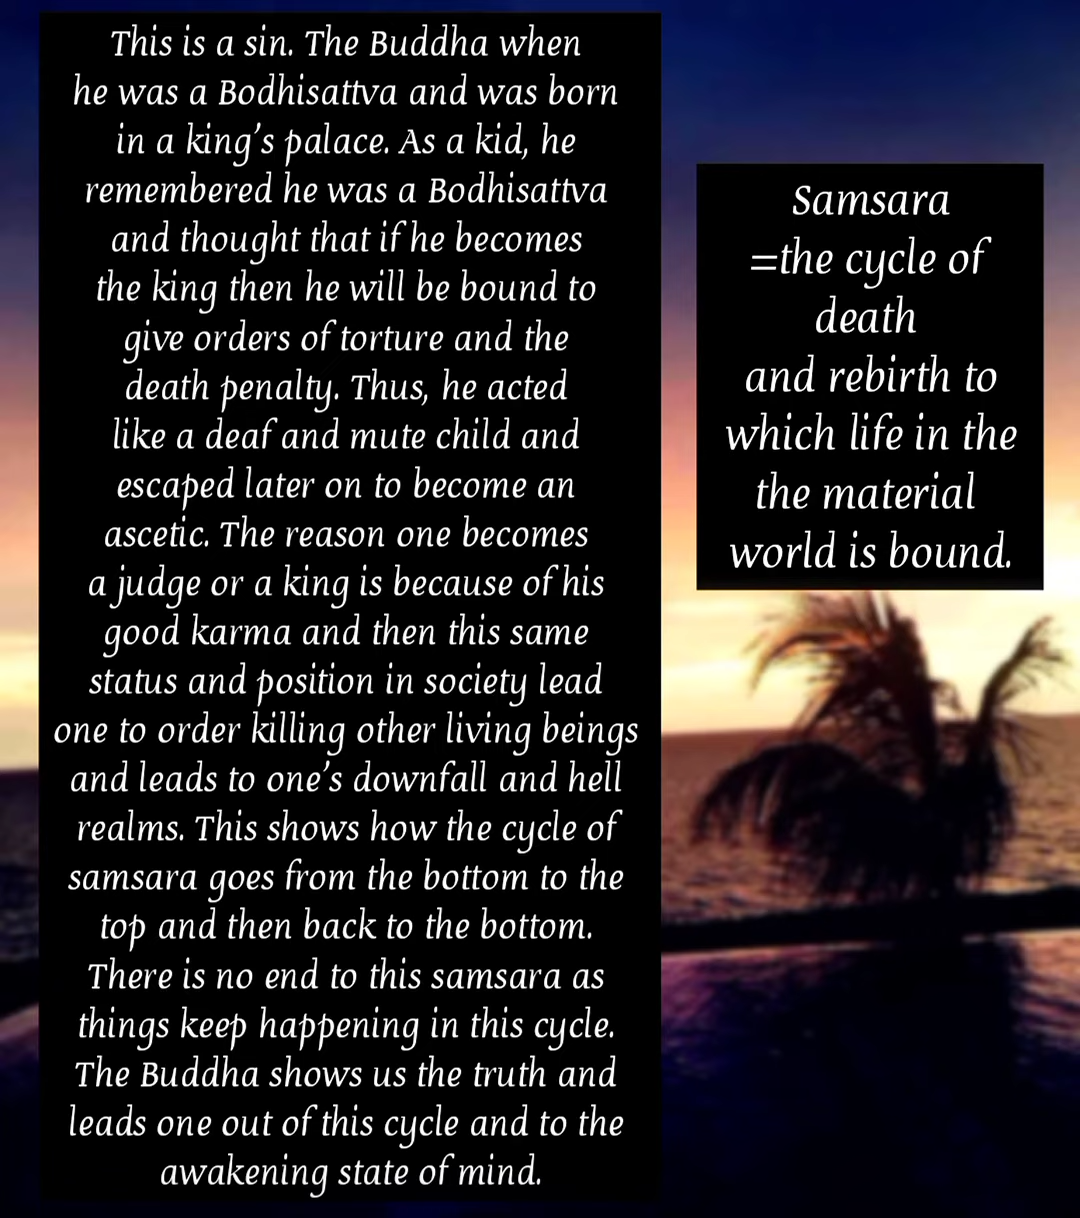 This is a sin. The Buddha when
he was a Bodhisattva and was born
in a king's palace. As a kid, he
remembered he was a Bodhisattva
and thought that if he becomes
the king then he will be bound to
give orders of torture and the
death penalty. Thus, he acted
like a deaf and mute child and
escaped later on to become an
ascetic. The reason one becomes
a judge or a king is because of his
good karma and then this same
status and position in society lead
one to order killing other living beings
and leads to one's downfall and hell
realms. This shows how the cycle of
samsara goes from the bottom to the
top and then back to the bottom.
There is no end to this samsara as
things keep happening in this cycle.
The Buddha shows us the truth and
leads one out of this cycle and to the
awakening state of mind.
Samsara
=the cycle of
death
and rebirth to
which life in the
the material
world is bound.